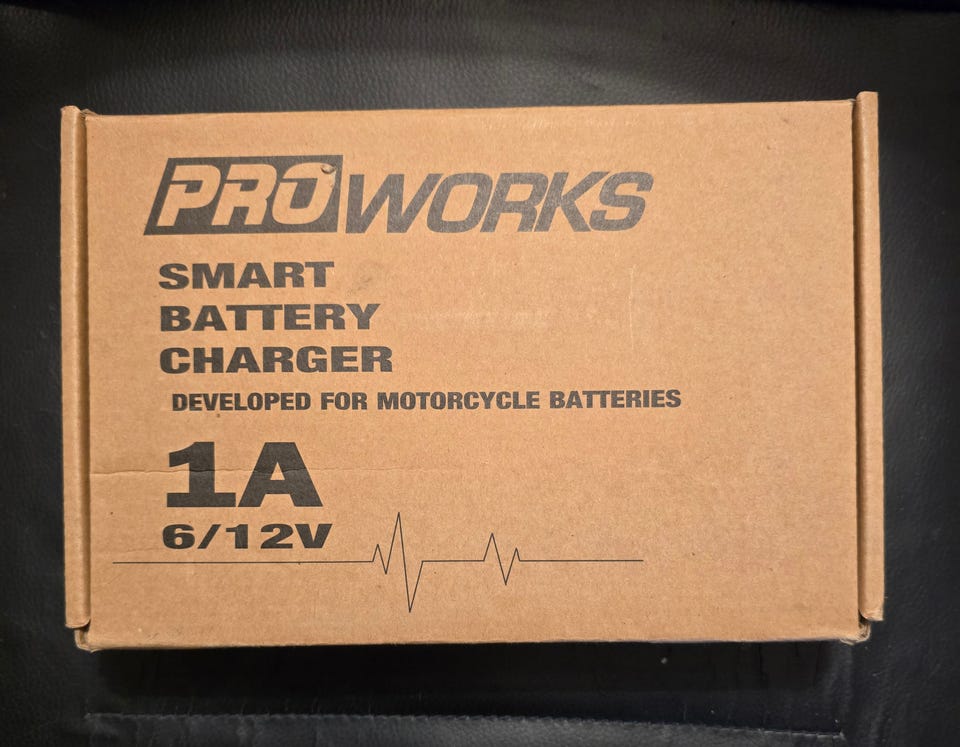 PROWORKS
SMART
BATTERY
CHARGER
DEVELOPED FOR MOTORCYCLE BATTERIES
1A
6/12V